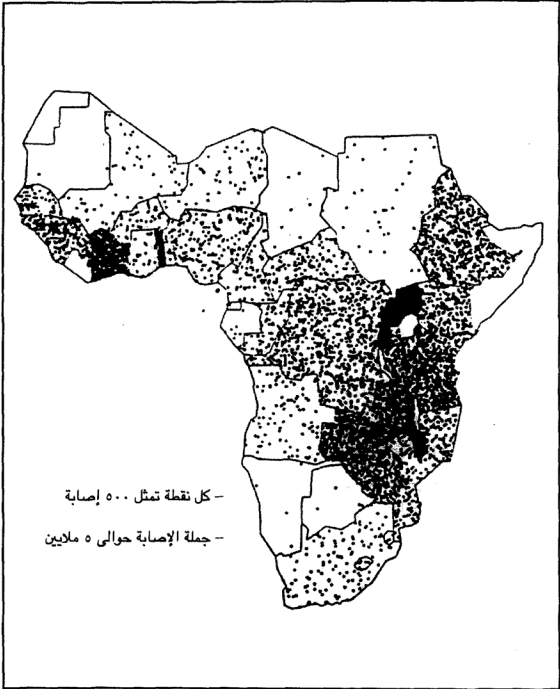 – كل نقطة تمثل ٥٠٠ إصابة
– جملة الإصابة حوالى ٥ ملايين